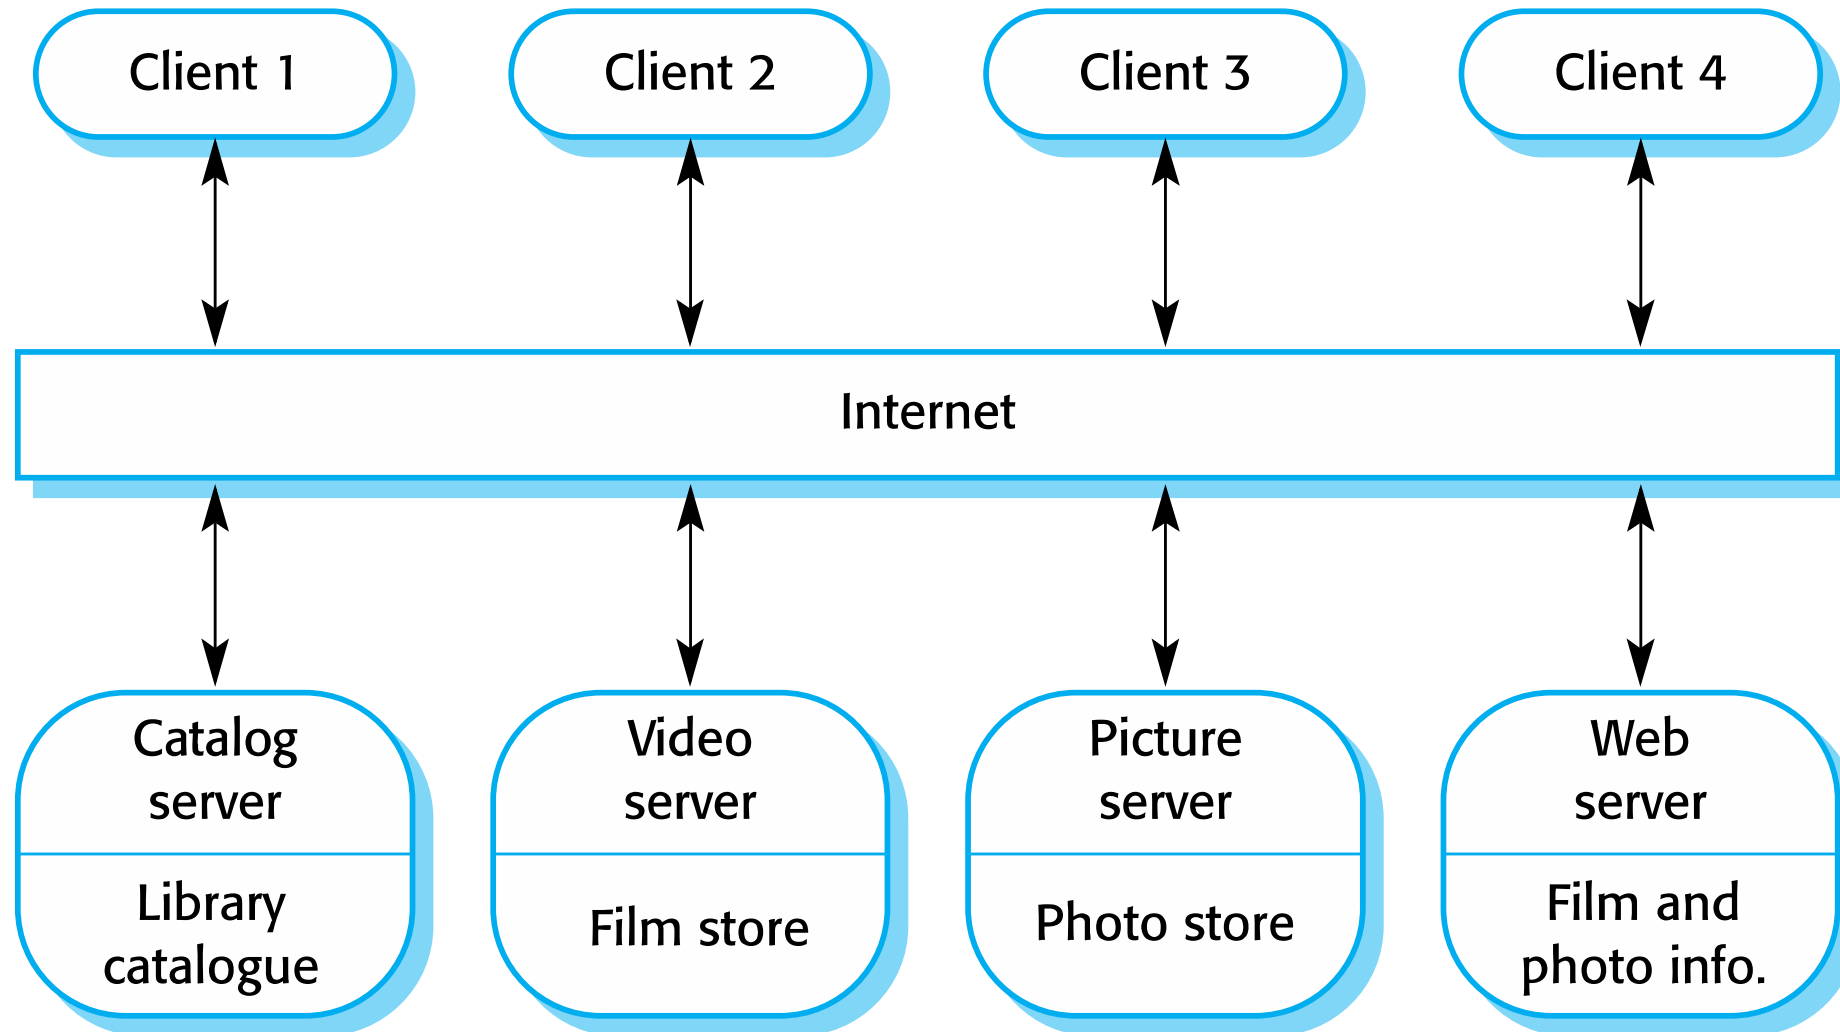 Client 1
Client 2
Client 3
Client 4
Internet
Catalog
server
Library
catalogue
Video
server
Film store
Picture
server
Photo store
Web
server
Film and
photo info.